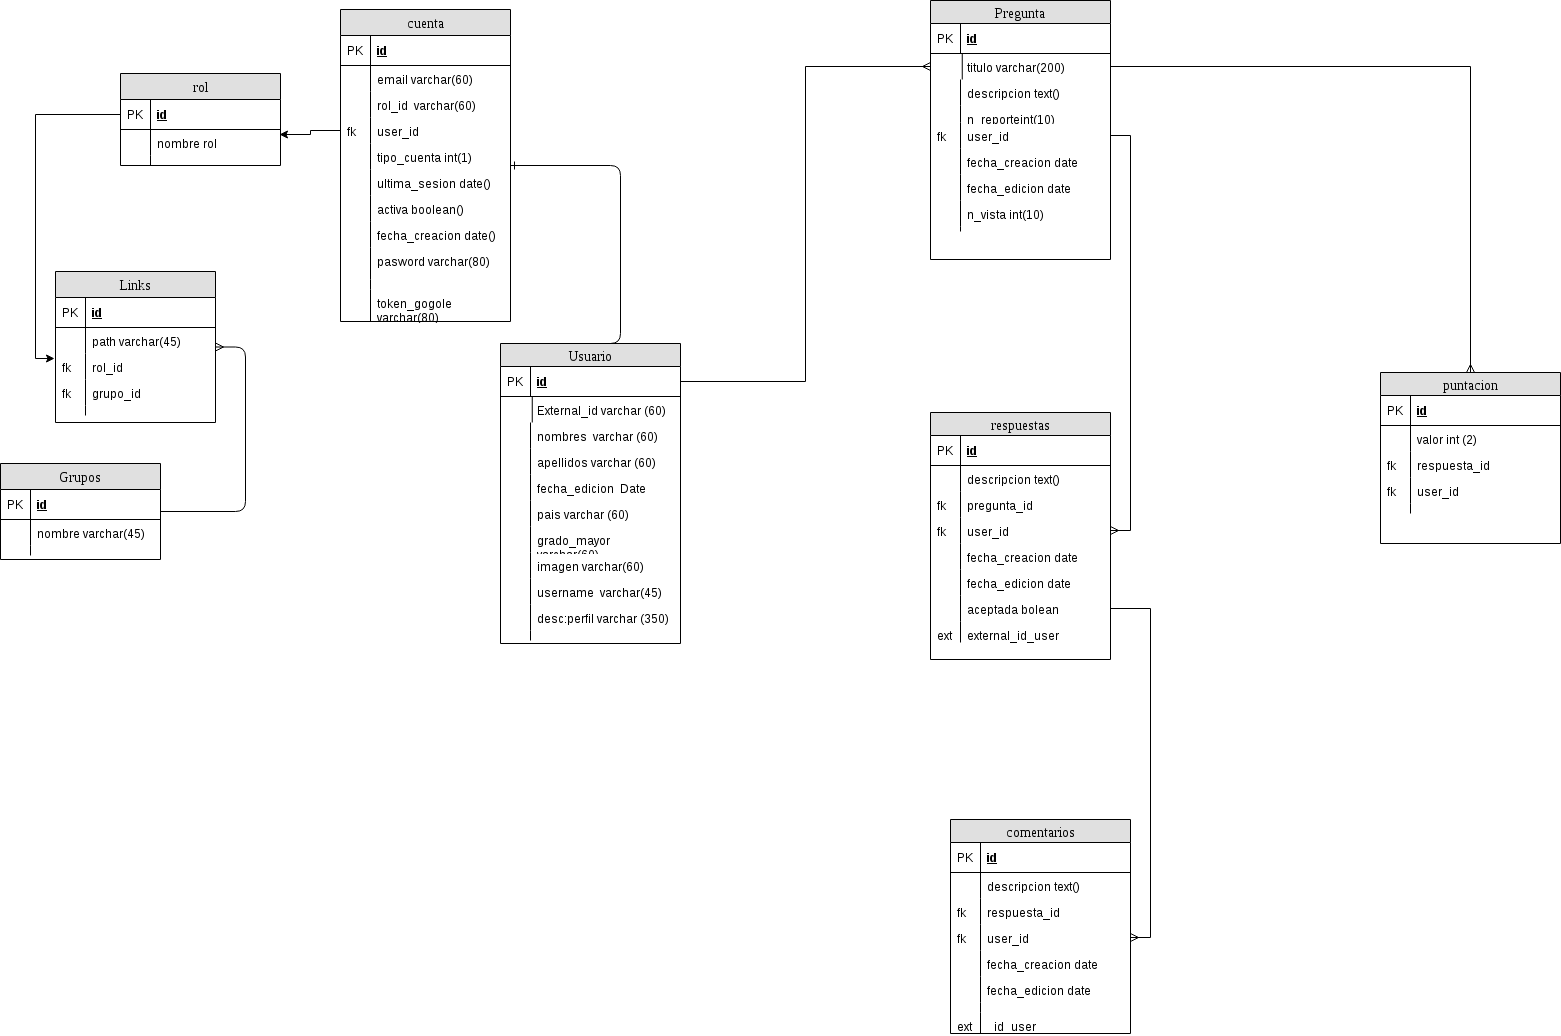 cuenta
PK id
email varchar(60)
rol_id varchar(60)
fk user_id
tipo_cuenta int(1)
ultima_sesion date()
activa boolean()
fecha_creacion date()
pasword varchar(80)
token_gogole
varchar(80)
rol
PK id
nombre rol
Links
PK id
path varchar(45)
fk rol_id
fk grupo_id
Grupos
PK id
nombre varchar(45)
Usuario
PK id
External_id varchar (60)
nombres varchar (60)
apellidos varchar (60)
fecha_edicion Date
pais varchar (60)
grado_mayor
varchar(60)
imagen varchar(60)
username varchar(45)
desc:perfil varchar (350)
Pregunta
PK id
titulo varchar(200)
descripcion text()
n_reporteint(10)
fk user_id
fecha_creacion date
fecha_edicion date
n_vista int(10)
respuestas
PK id
descripcion text()
fk pregunta_id
fk user_id
fecha_creacion date
fecha_edicion date
aceptada bolean
ext external_id_user
puntacion
PK id
valor int (2)
fk respuesta_id
fk user_id
comentarios
PK id
descripcion text()
fk respuesta_id
fk user_id
fecha_creacion date
fecha_edicion date
ext _id_user